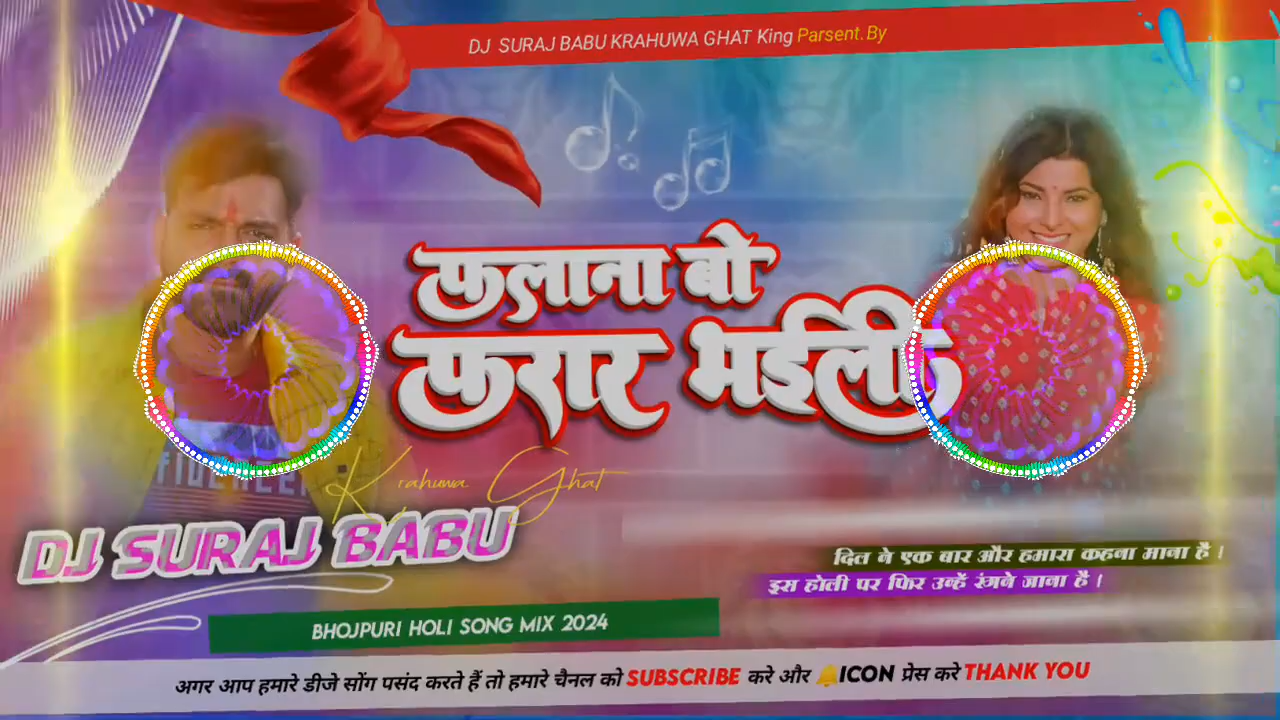 DJ SURAJ BABU KRAHUWA GHAT King Parsent.By
फलाना बो
फरार भईली
Krahuwa Ghat
DJ SURAJ BABU
दिल ने एक बार और हमारा कहना माना है ।
इस होली पर फिर उन्हें रंगने जाना है ।
BHOJPURI HOLI SONG MIX 2024
अगर आप हमारे डीजे सोंग पसंद करते हैं तो हमारे चैनल को SUBSCRIBE करे और 🔔ICON प्रेस करे THANK YOU